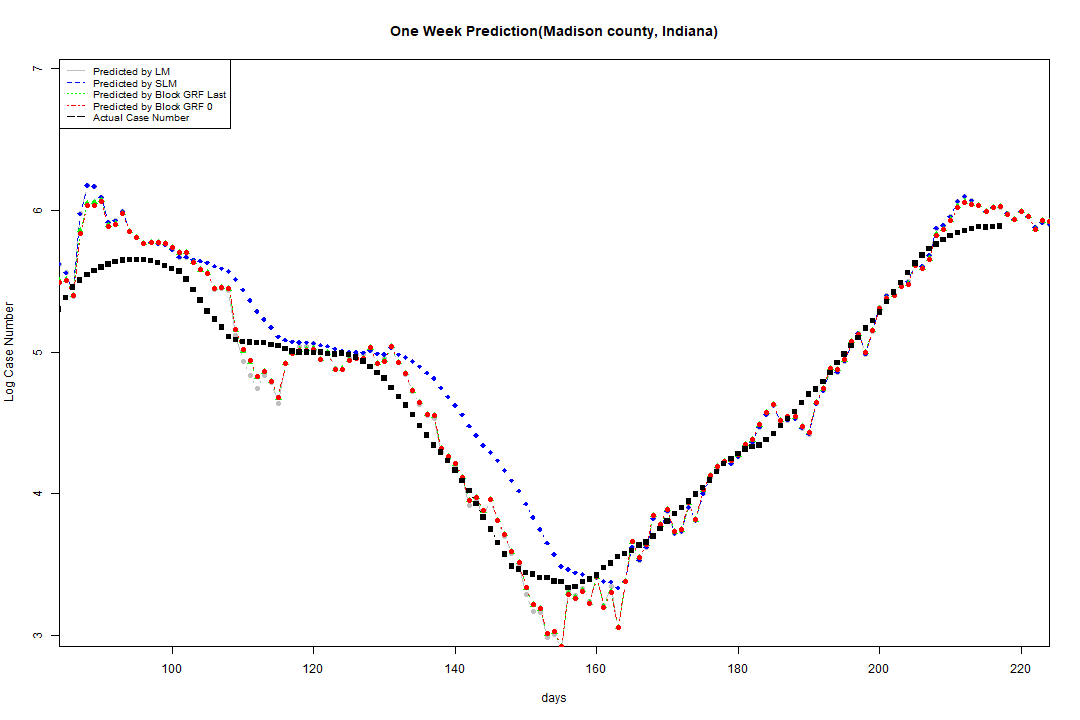 One Week Prediction(Madison county, Indiana)
Predicted by LM
Predicted by SLM
Predicted by Block GRF Last
Predicted by Block GRF 0
Actual Case Number
7
6
5
4
3
Log Case Number
100 120 140 160 180 200 220
days